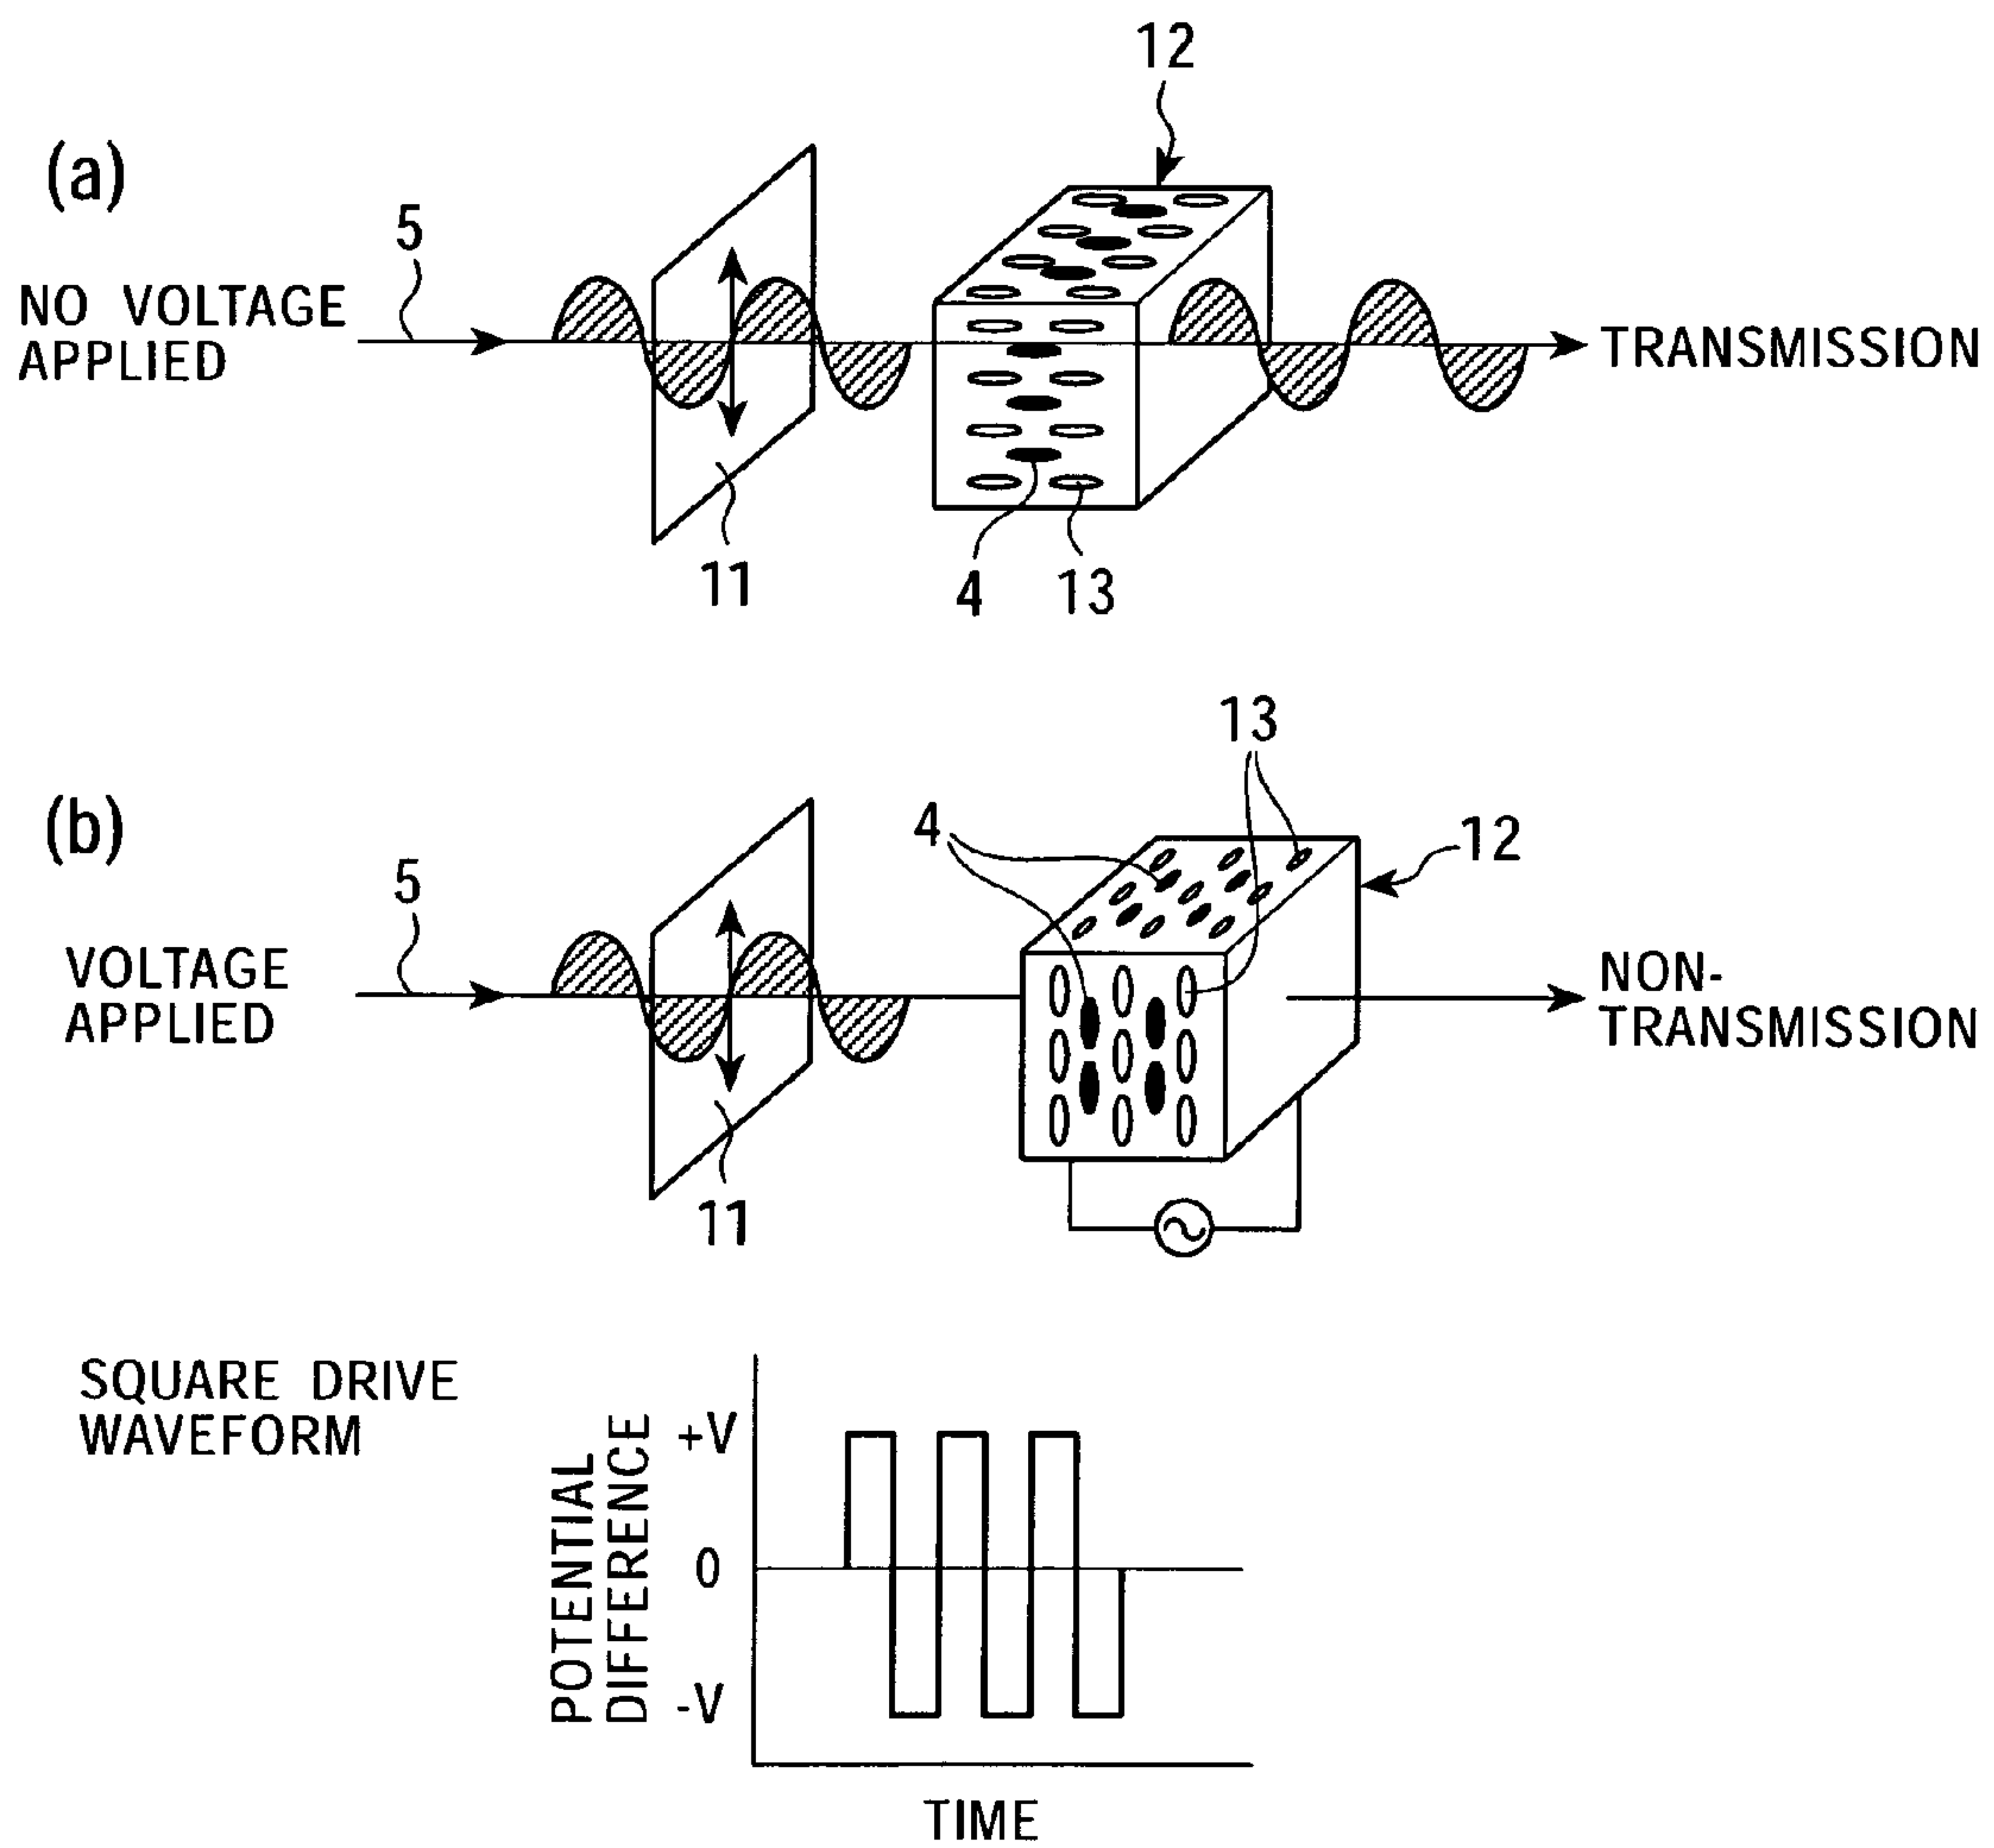 12
(a)
5
NO VOLTAGE
APPLIED
TRANSMISSION
11
4
13
13
(b)
4
12
5
VOLTAGE
APPLIED
NON-
TRANSMISSION
11
SQUARE DRIVE
WAVEFORM
POTENTIAL
DIFFERENCE
+V
0
-V
TIME